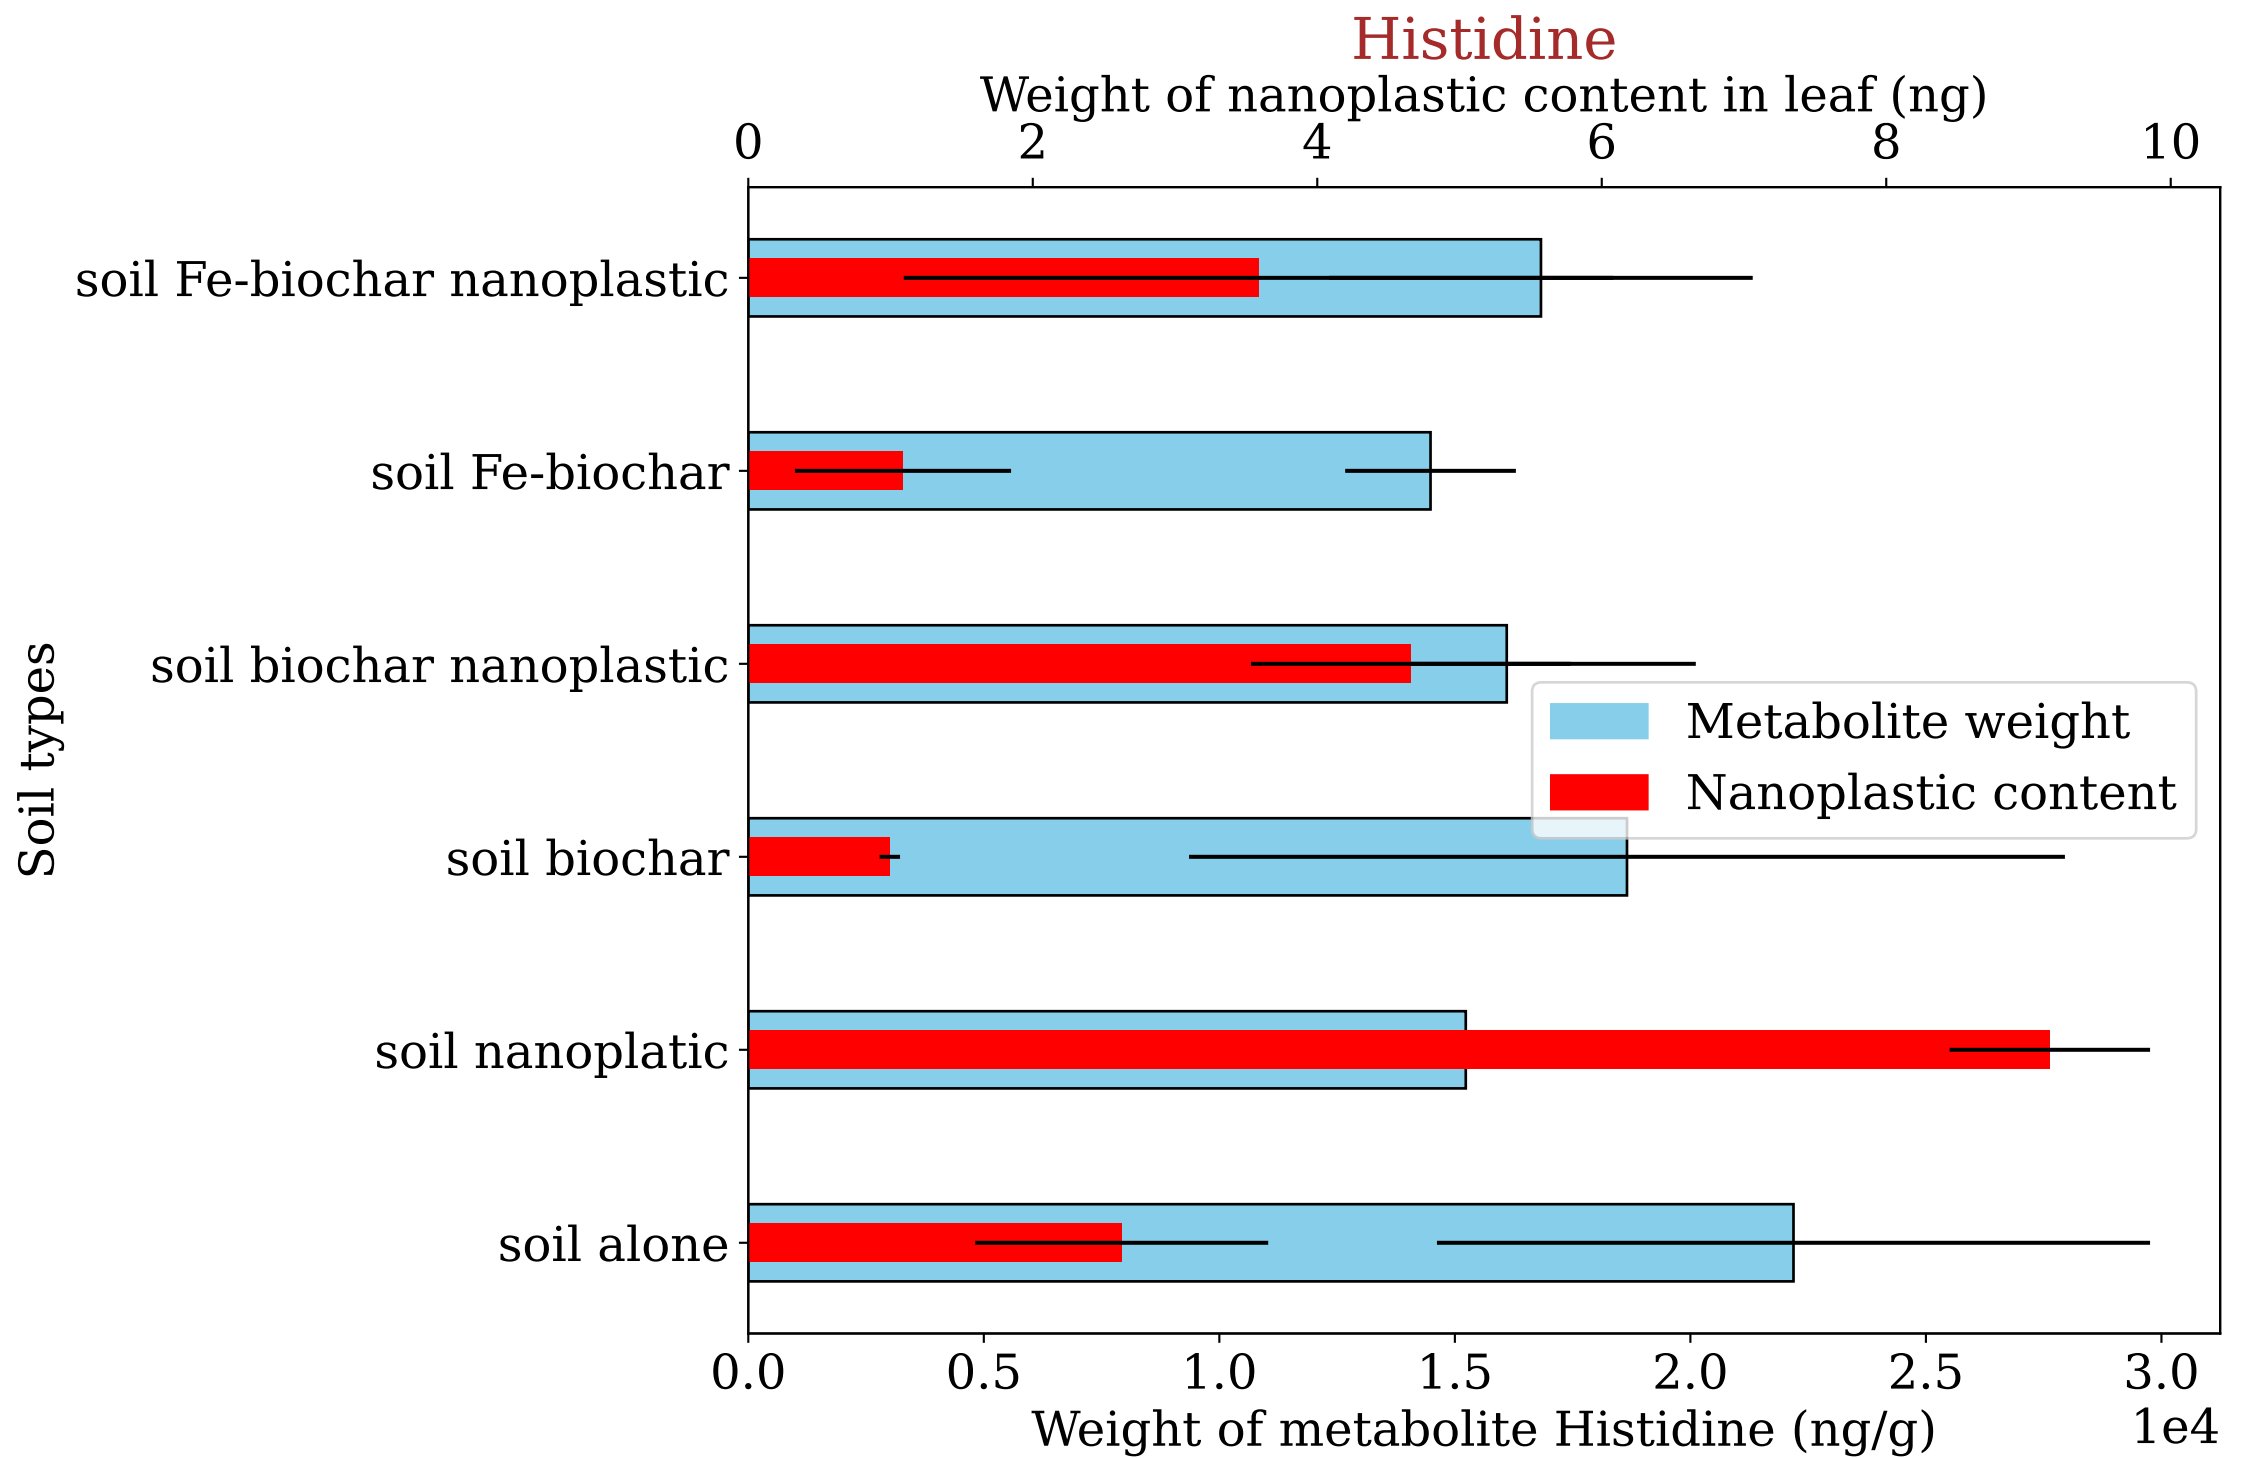 Histidine
Weight of nanoplastic content in leaf (ng)
0 2 4 6 8 10
soil Fe-biochar nanoplastic
soil Fe-biochar
soil biochar nanoplastic
soil biochar
soil nanoplatic
soil alone
Soil types
Metabolite weight
Nanoplastic content
0.0 0.5 1.0 1.5 2.0 2.5 3.0
Weight of metabolite Histidine (ng/g)
1e4